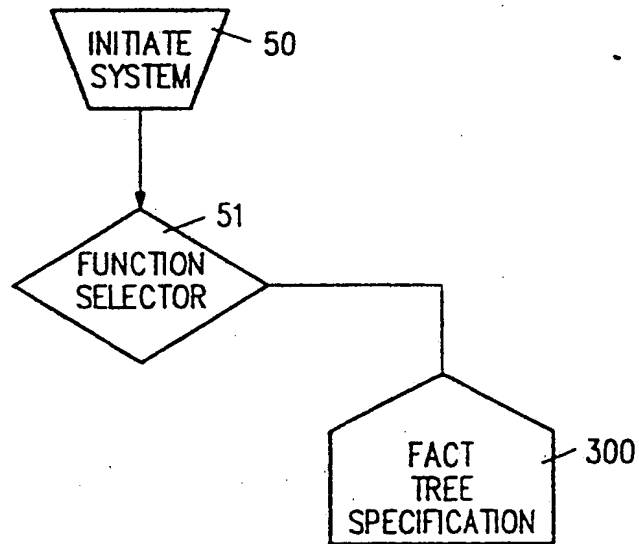 INITIATE
SYSTEM
50
51
FUNCTION
SELECTOR
FACT
TREE
SPECIFICATION
300